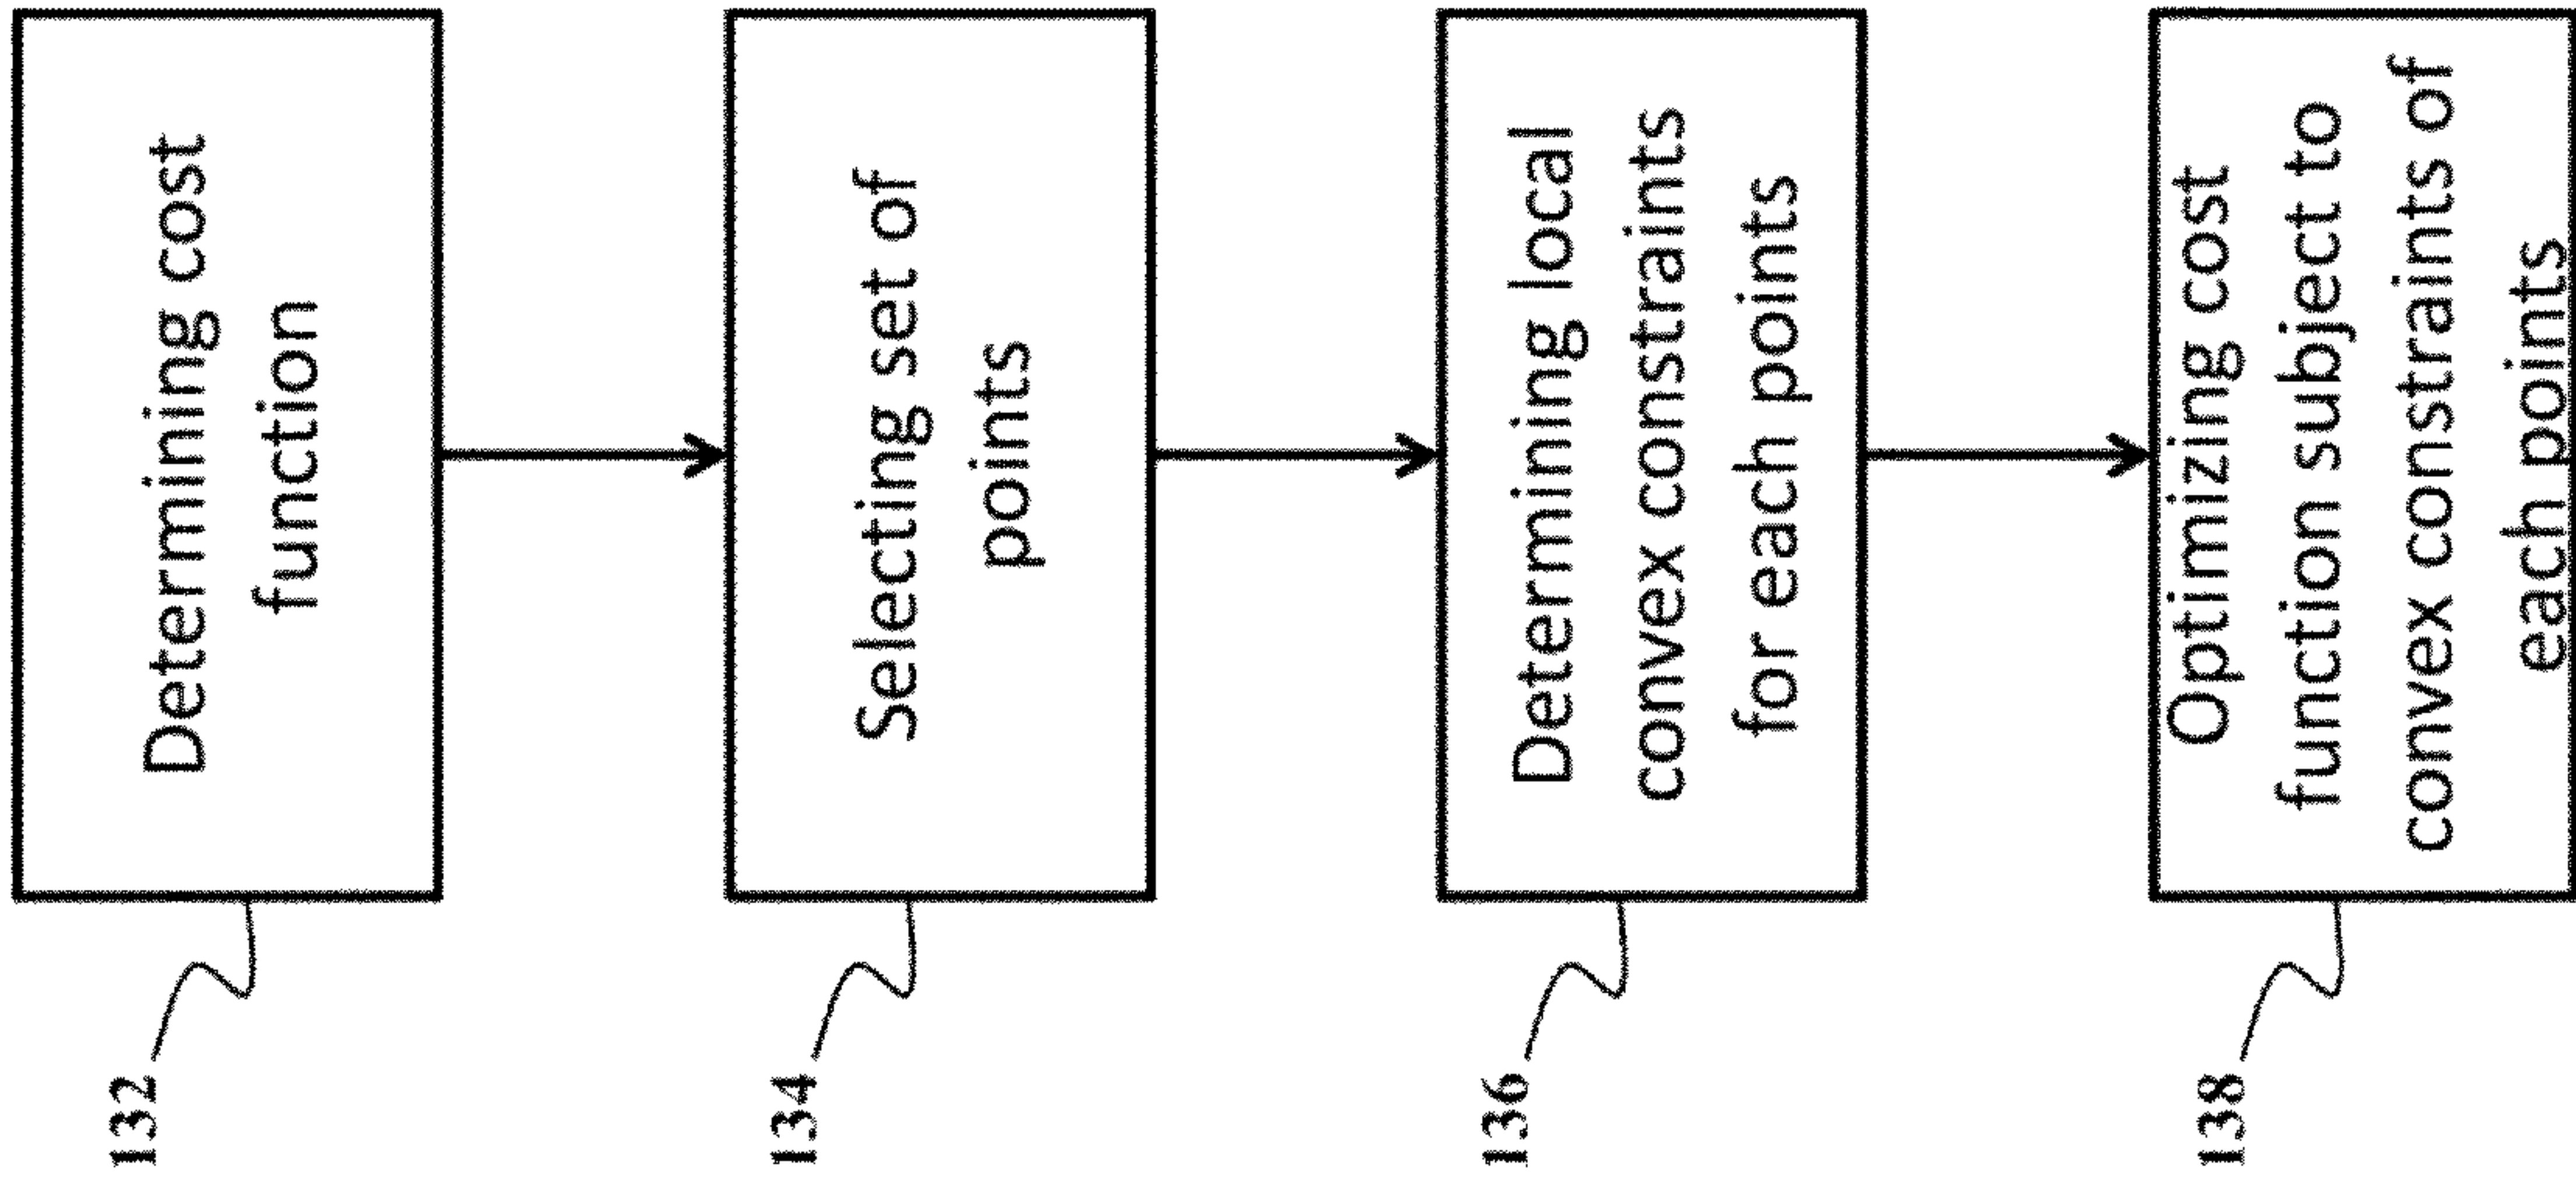 132
Determining cost
function
134
Selecting set of
points
136
Determining local
convex constraints
for each points
138
Optimizing cost
function subject to
convex constraints of
each points